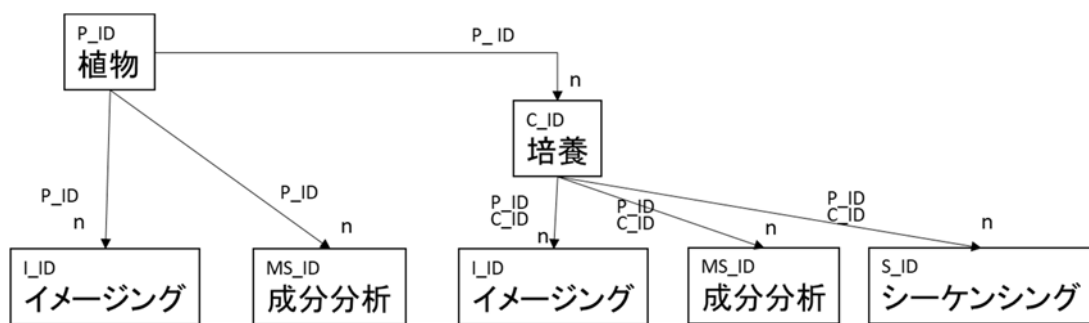 P_ID
植物
P_ ID
n
C_ID
培養
P_ID
n
P_ID
n
P_ID
C_ID
n
P_ID
C_ID
n
P_ID
C_ID
n
I_ID
イメージング
MS_ID
成分分析
I_ID
イメージング
MS_ID
成分分析
S_ID
シーケンシング